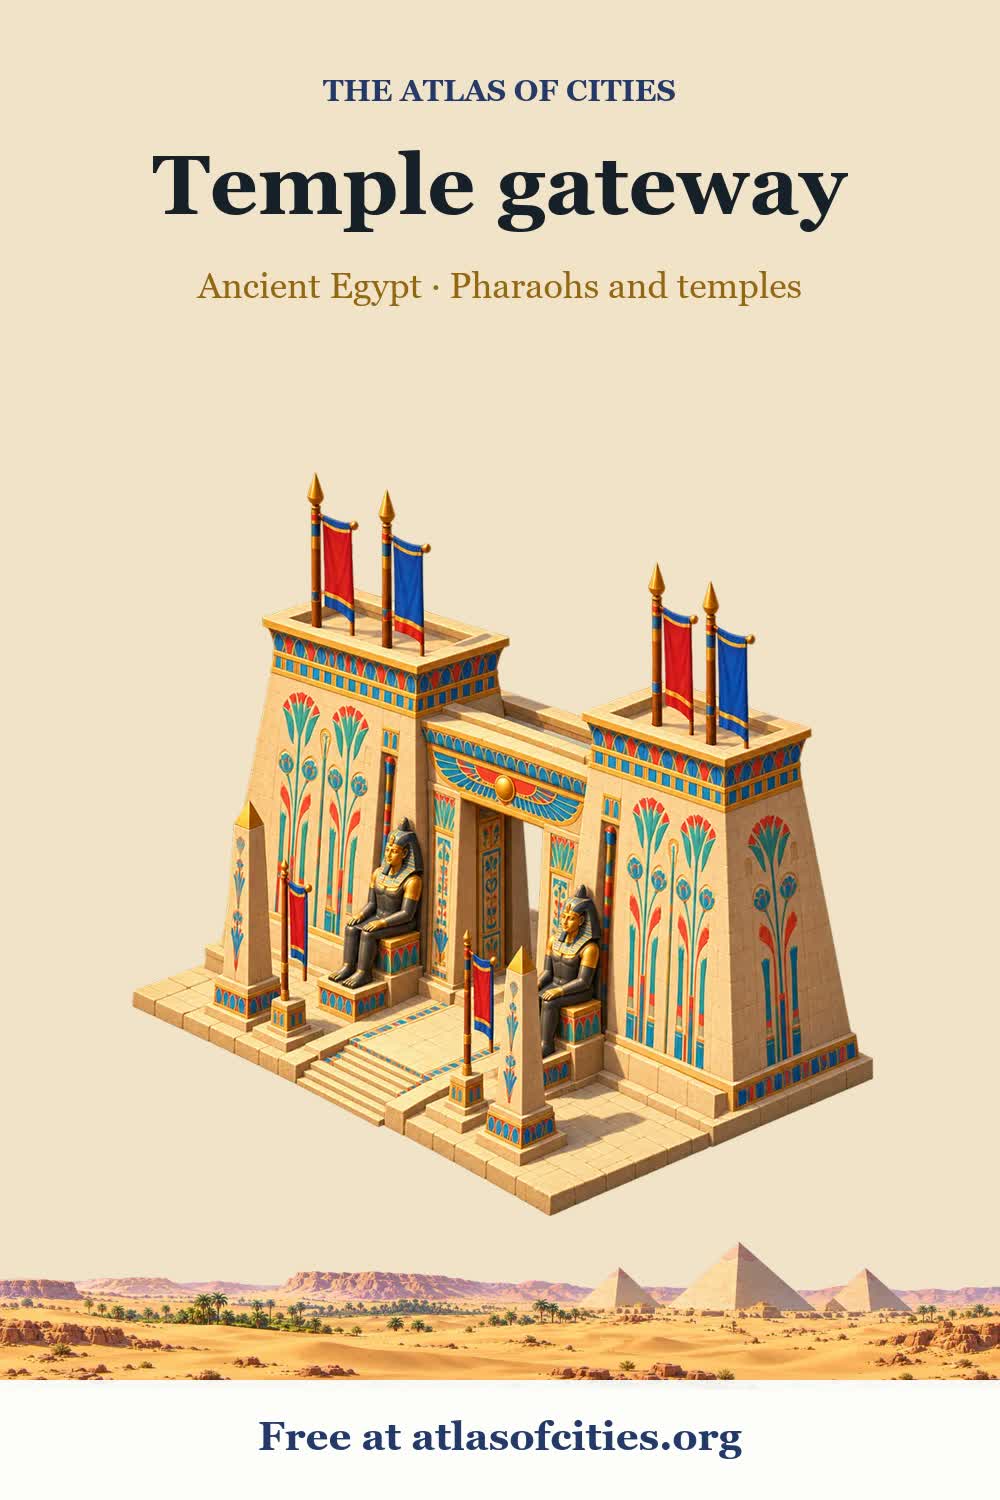 THE ATLAS OF CITIES
Temple gateway
Ancient Egypt · Pharaohs and temples
Free at atlasofcities.org